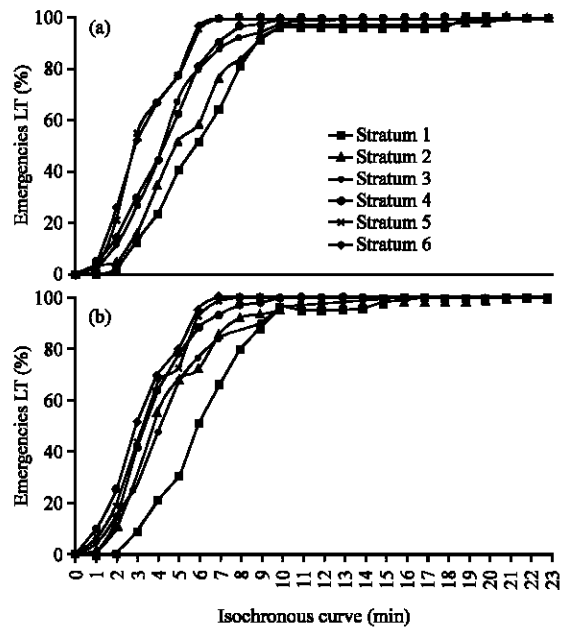 (a)
Emergencies LT (%)
100
80
60
40
20
0
Stratum 1
Stratum 2
Stratum 3
Stratum 4
Stratum 5
Stratum 6
(b)
Emergencies LT (%)
100
80
60
40
20
0
0 1 2 3 4 5 6 7 8 9 10 11 12 13 14 15 16 17 18 19 20 21 22 23
Isochronous curve (min)